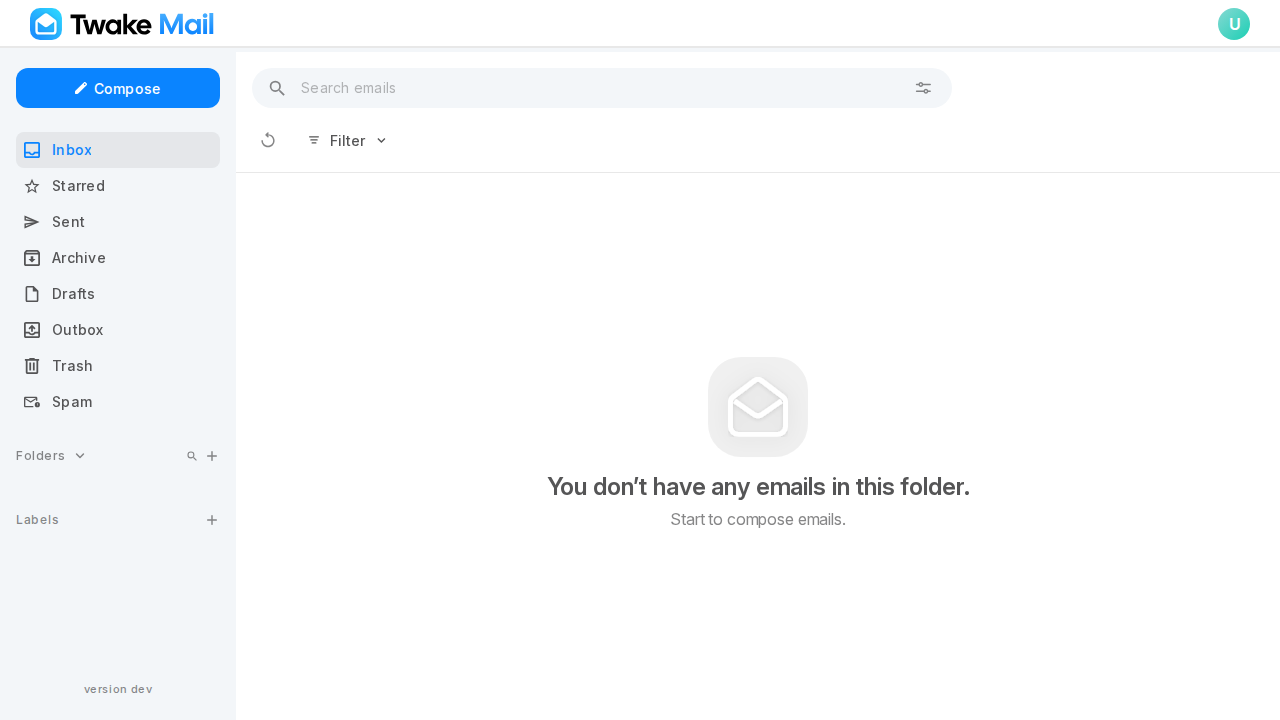 Twake Mail
U
Compose
Search emails
Filter
Inbox
Starred
Sent
Archive
Drafts
Outbox
Trash
Spam
Folders
Labels
You don’t have any emails in this folder.
Start to compose emails.
version dev